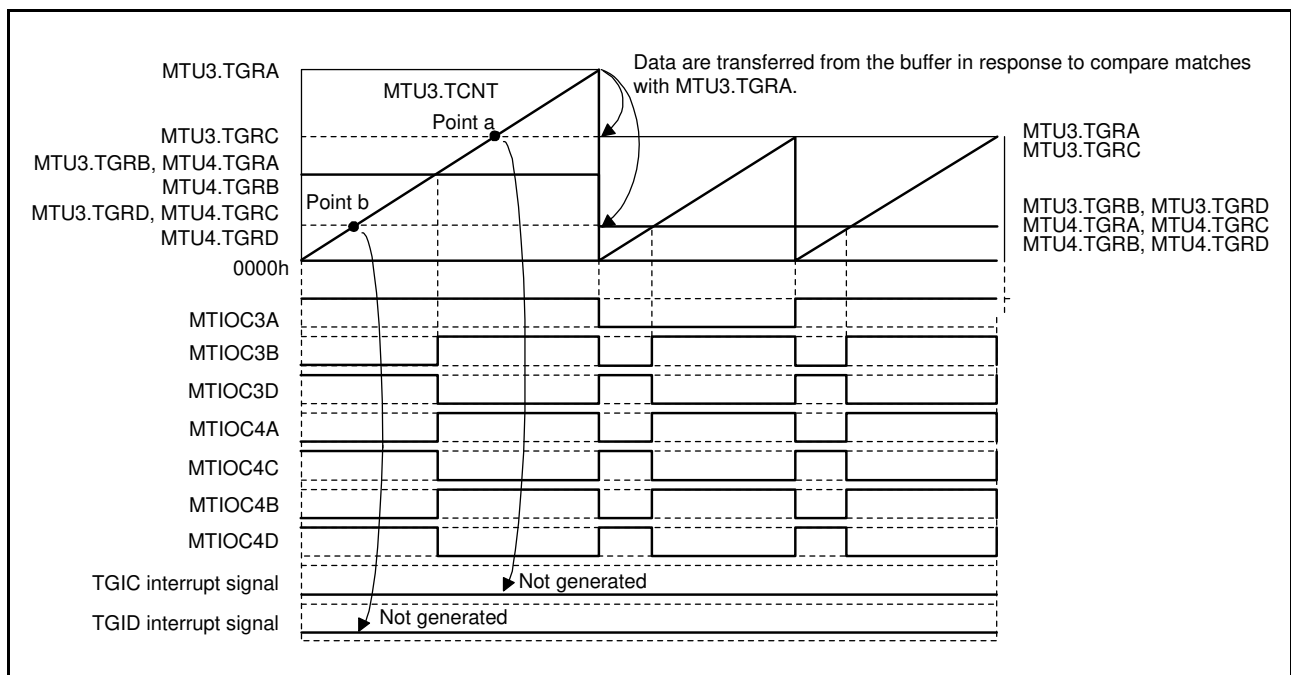 Data are transferred from the buffer in response to compare matches
with MTU3.TGRA.
MTU3.TGRA
MTU3.TCNT
Point a
MTU3.TGRC
MTU3.TGRB, MTU4.TGRA
MTU4.TGRB
Point b
MTU3.TGRD, MTU4.TGRC
MTU4.TGRD
0000h
MTU3.TGRA
MTU3.TGRC
MTU3.TGRB, MTU3.TGRD
MTU4.TGRA, MTU4.TGRC
MTU4.TGRB, MTU4.TGRD
MTIOC3A
MTIOC3B
MTIOC3D
MTIOC4A
MTIOC4C
MTIOC4B
MTIOC4D
TGIC interrupt signal
Not generated
TGID interrupt signal
Not generated